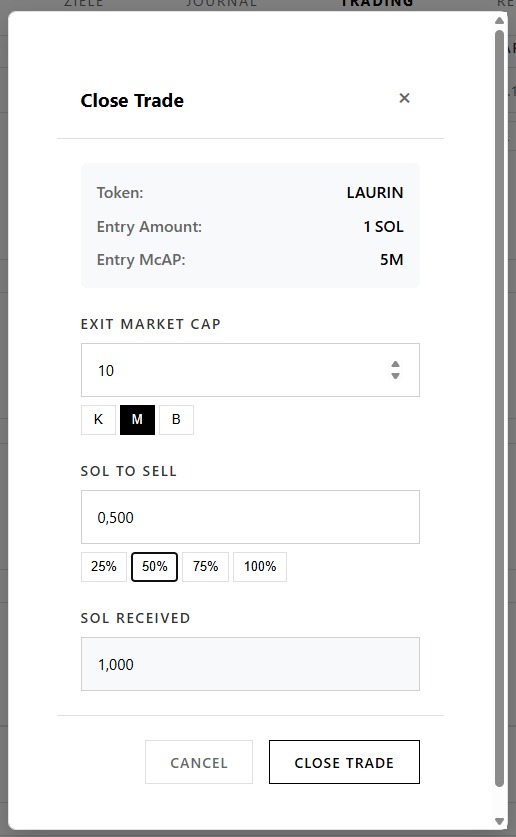 ZIELE JOURNAL TRADING RE
Close Trade ×
Token: LAURIN
Entry Amount: 1 SOL
Entry McAP: 5M
EXIT MARKET CAP
10
K M B
SOL TO SELL
0,500
25% 50% 75% 100%
SOL RECEIVED
1,000
CANCEL CLOSE TRADE